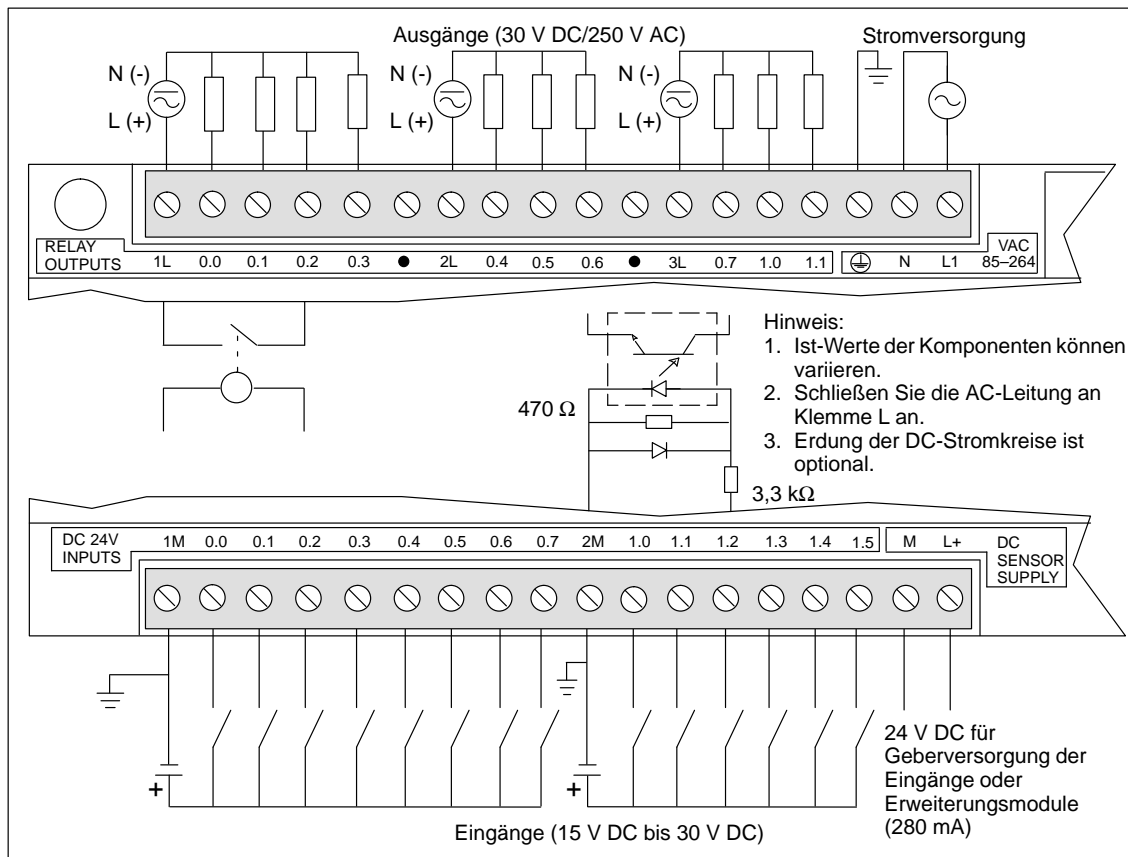 Ausgänge (30 V DC/250 V AC)
Stromversorgung
N (-)
L (+)
N (-)
L (+)
N (-)
L (+)
RELAY
OUTPUTS
1L 0.0 0.1 0.2 0.3 ● 2L 0.4 0.5 0.6 ● 3L 0.7 1.0 1.1 N L1
VAC
85–264
470 Ω
3,3 kΩ
Hinweis:
1. Ist-Werte der Komponenten können
variieren.
2. Schließen Sie die AC-Leitung an
Klemme L an.
3. Erdung der DC-Stromkreise ist
optional.
DC 24V
INPUTS
1M 0.0 0.1 0.2 0.3 0.4 0.5 0.6 0.7 2M 1.0 1.1 1.2 1.3 1.4 1.5 M L+
DC
SENSOR
SUPPLY
+
+
24 V DC für
Geberversorgung der
Eingänge oder
Erweiterungsmodule
(280 mA)
Eingänge (15 V DC bis 30 V DC)